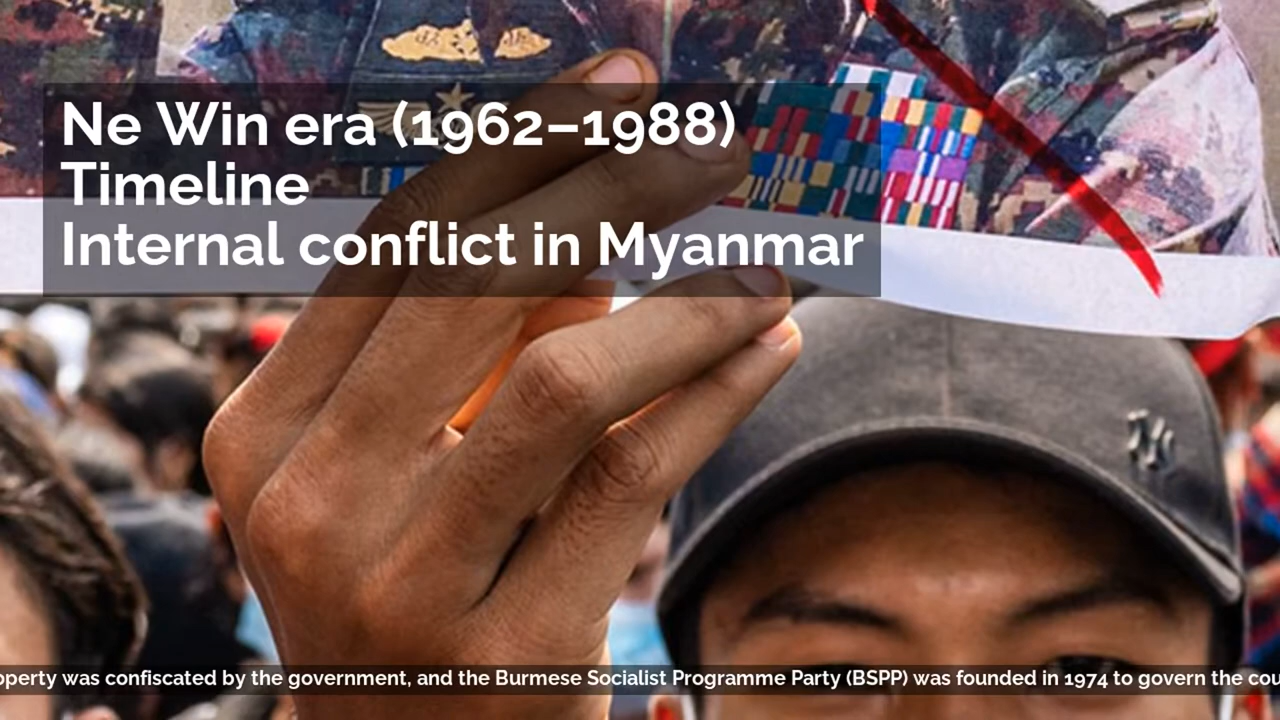 Ne Win era (1962–1988)
Timeline
Internal conflict in Myanmar
property was confiscated by the government, and the Burmese Socialist Programme Party (BSPP) was founded in 1974 to govern the cou